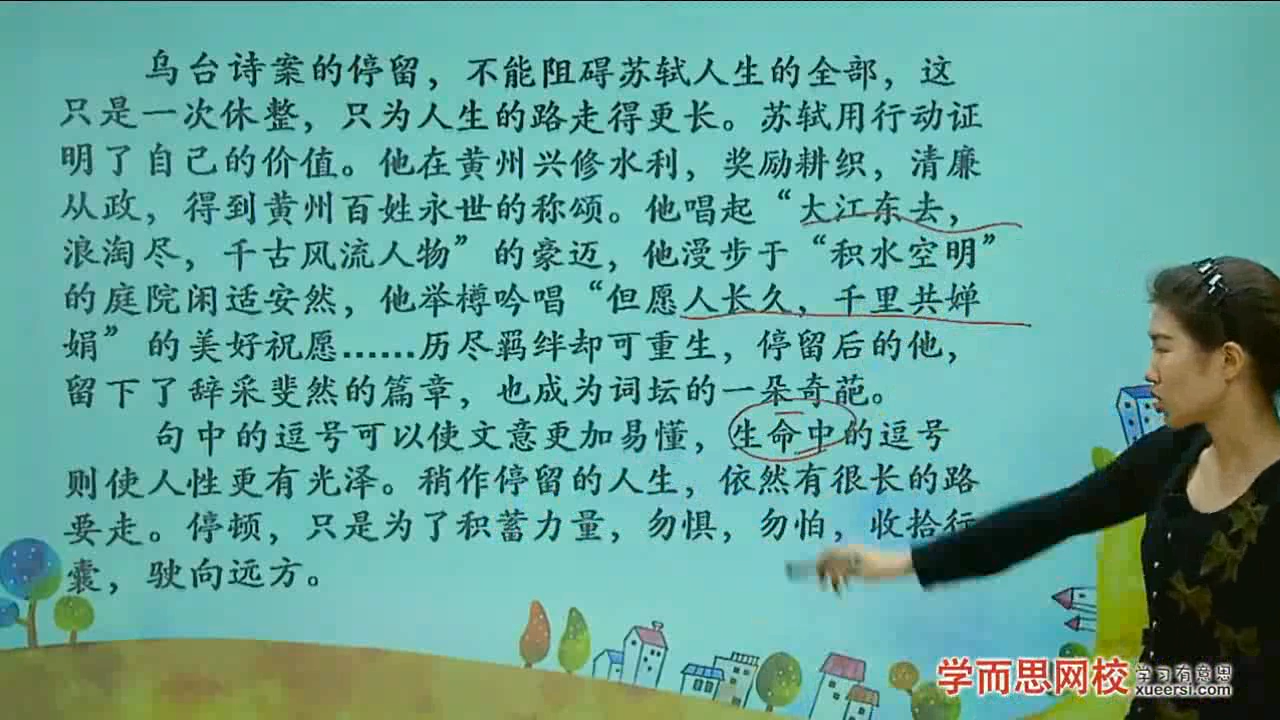 乌台诗案的停留，不能阻碍苏轼人生的全部，这
只是一次休整，只为人生的路走得更长。苏轼用行动证
明了自己的价值。他在黄州兴修水利，奖励耕织，清廉
从政，得到黄州百姓永世的称颂。他唱起“大江东去，
浪淘尽，千古风流人物”的豪迈，他漫步于“积水空明”
的庭院闲适安然，他举樽吟唱“但愿人长久，千里共婵
娟”的美好祝愿……历尽羁绊却可重生，停留后的他，
留下了辞采斐然的篇章，也成为词坛的一朵奇葩。
句中的逗号可以使文意更加易懂，生命中的逗号
则使人性更有光泽。稍作停留的人生，依然有很长的路
要走。停顿，只是为了积蓄力量，勿惧，勿怕，收拾行
囊，驶向远方。
学而思网校 学习有意思
xueersi.com